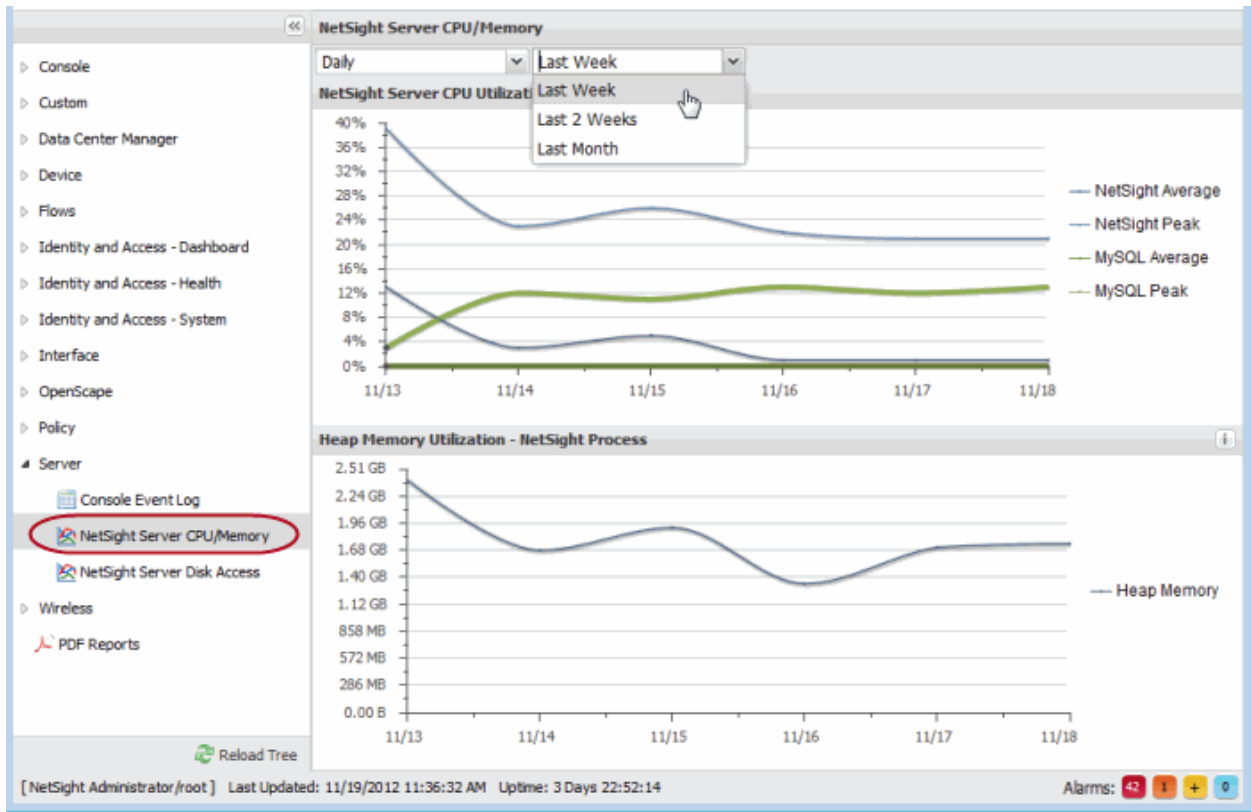 Console
Custom
Data Center Manager
Device
Flows
Identity and Access - Dashboard
Identity and Access - Health
Identity and Access - System
Interface
OpenScape
Policy
Server
Console Event Log
NetSight Server CPU/Memory
NetSight Server Disk Access
Wireless
PDF Reports
Reload Tree
NetSight Server CPU/Memory
Daily
Last Week
Last Week
Last 2 Weeks
Last Month
NetSight Server CPU Utilizati
40%
36%
32%
28%
24%
20%
16%
12%
8%
4%
0%
11/13 11/14 11/15 11/16 11/17 11/18
NetSight Average
NetSight Peak
MySQL Average
MySQL Peak
Heap Memory Utilization - NetSight Process
2.51 GB
2.24 GB
1.96 GB
1.68 GB
1.40 GB
1.12 GB
858 MB
572 MB
286 MB
0.00 B
11/13 11/14 11/15 11/16 11/17 11/18
Heap Memory
[ NetSight Administrator/root ] Last Updated: 11/19/2012 11:36:32 AM Uptime: 3 Days 22:52:14
Alarms: 42 1 + 0